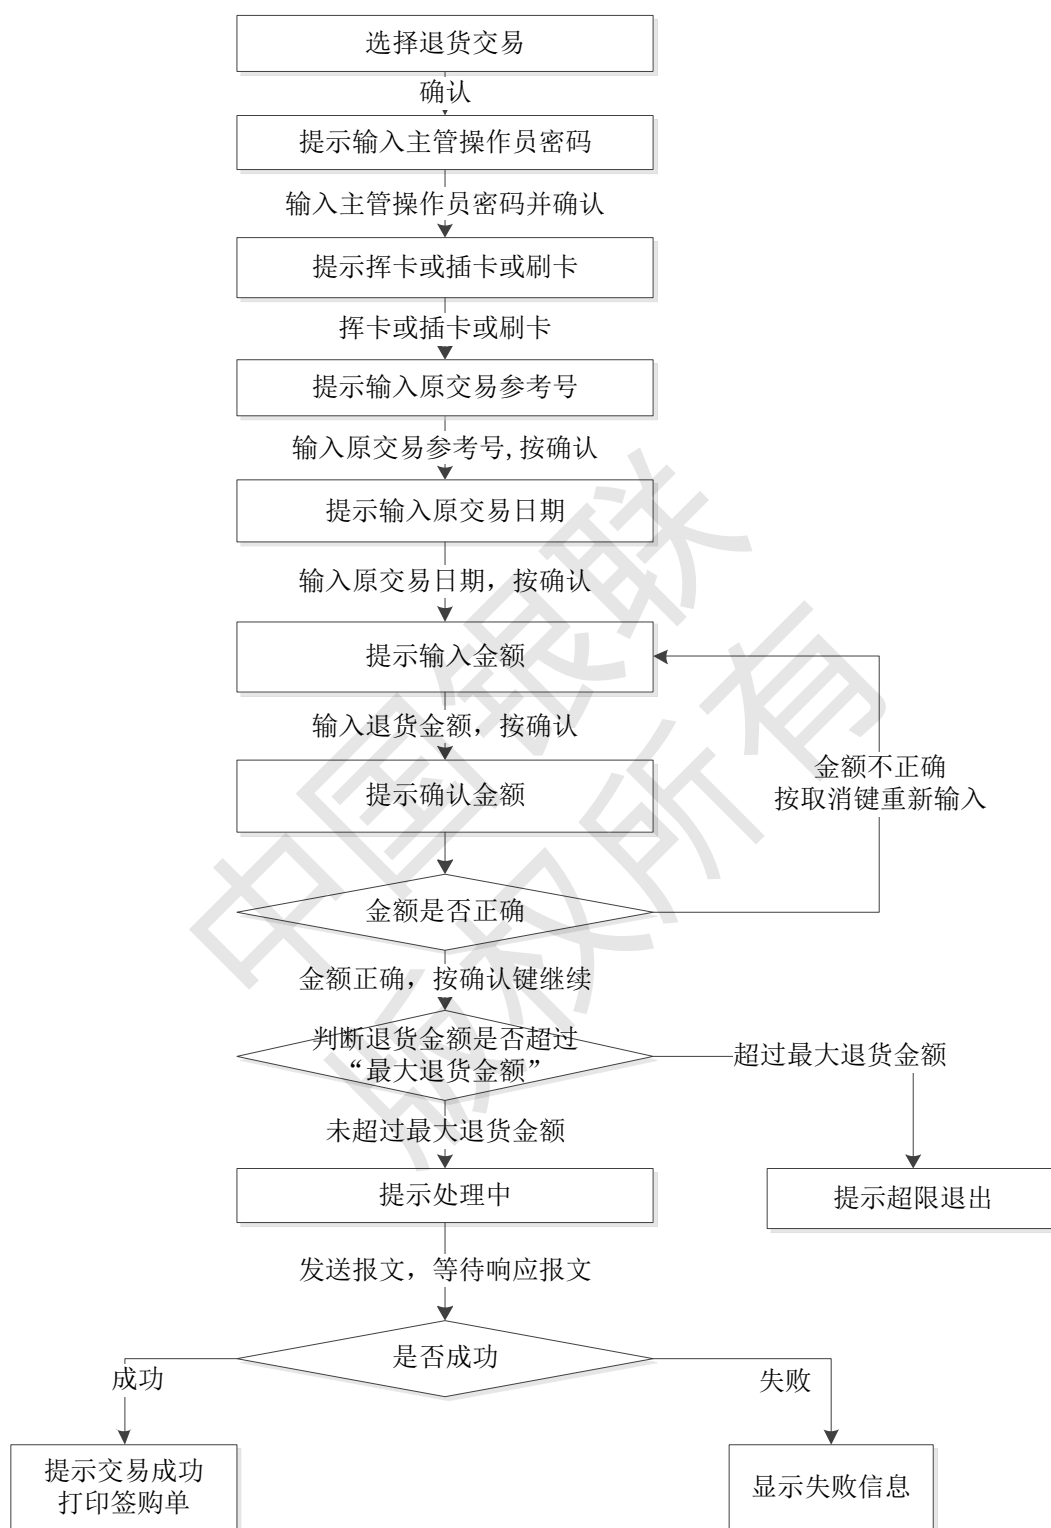 选择退货交易
确认
提示输入主管操作员密码
输入主管操作员密码并确认
提示挥卡或插卡或刷卡
挥卡或插卡或刷卡
提示输入原交易参考号
输入原交易参考号,按确认
提示输入原交易日期
输入原交易日期，按确认
提示输入金额
输入退货金额，按确认
提示确认金额
金额不正确
按取消键重新输入
金额是否正确
金额正确，按确认键继续
判断退货金额是否超过
“最大退货金额”
超过最大退货金额
未超过最大退货金额
提示处理中
提示超限退出
发送报文，等待响应报文
是否成功
成功
失败
提示交易成功
打印签购单
显示失败信息
中国银联
版权所有